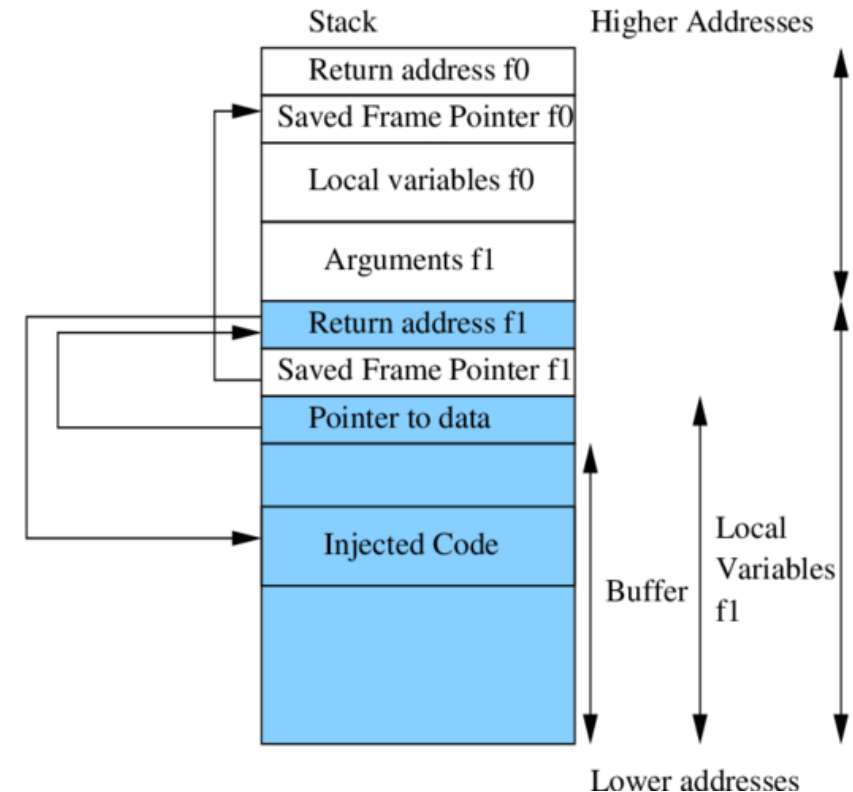 Stack
Higher Addresses
Return address f0
Saved Frame Pointer f0
Local variables f0
Arguments f1
Return address f1
Saved Frame Pointer f1
Pointer to data
Injected Code
Buffer
Local
Variables
f1
Lower addresses